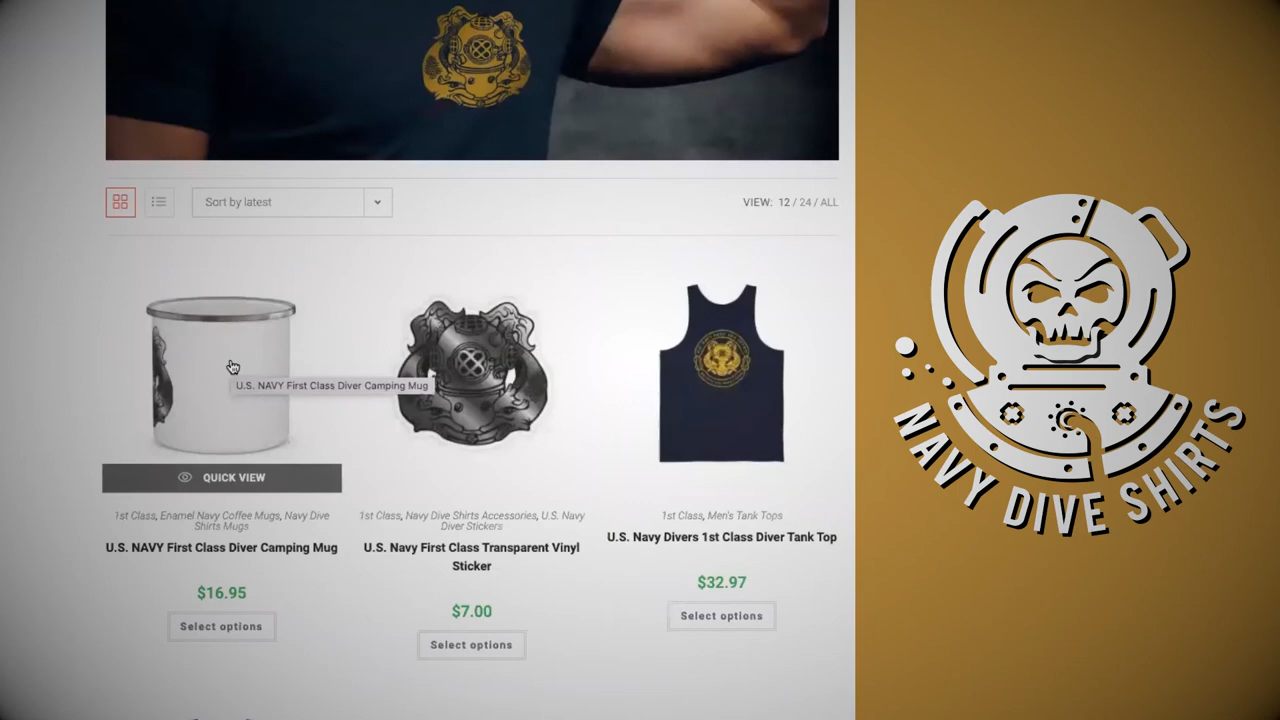 Sort by latest
VIEW: 12 / 24 / ALL
U.S. NAVY First Class Diver Camping Mug
QUICK VIEW
1st Class, Enamel Navy Coffee Mugs, Navy Dive
Shirts Mugs
U.S. NAVY First Class Diver Camping Mug
$16.95
Select options
1st Class, Navy Dive Shirts Accessories, U.S. Navy
Diver Stickers
U.S. Navy First Class Transparent Vinyl
Sticker
$7.00
Select options
1st Class, Men's Tank Tops
U.S. Navy Divers 1st Class Diver Tank Top
$32.97
Select options
NAVY DIVE SHIRTS